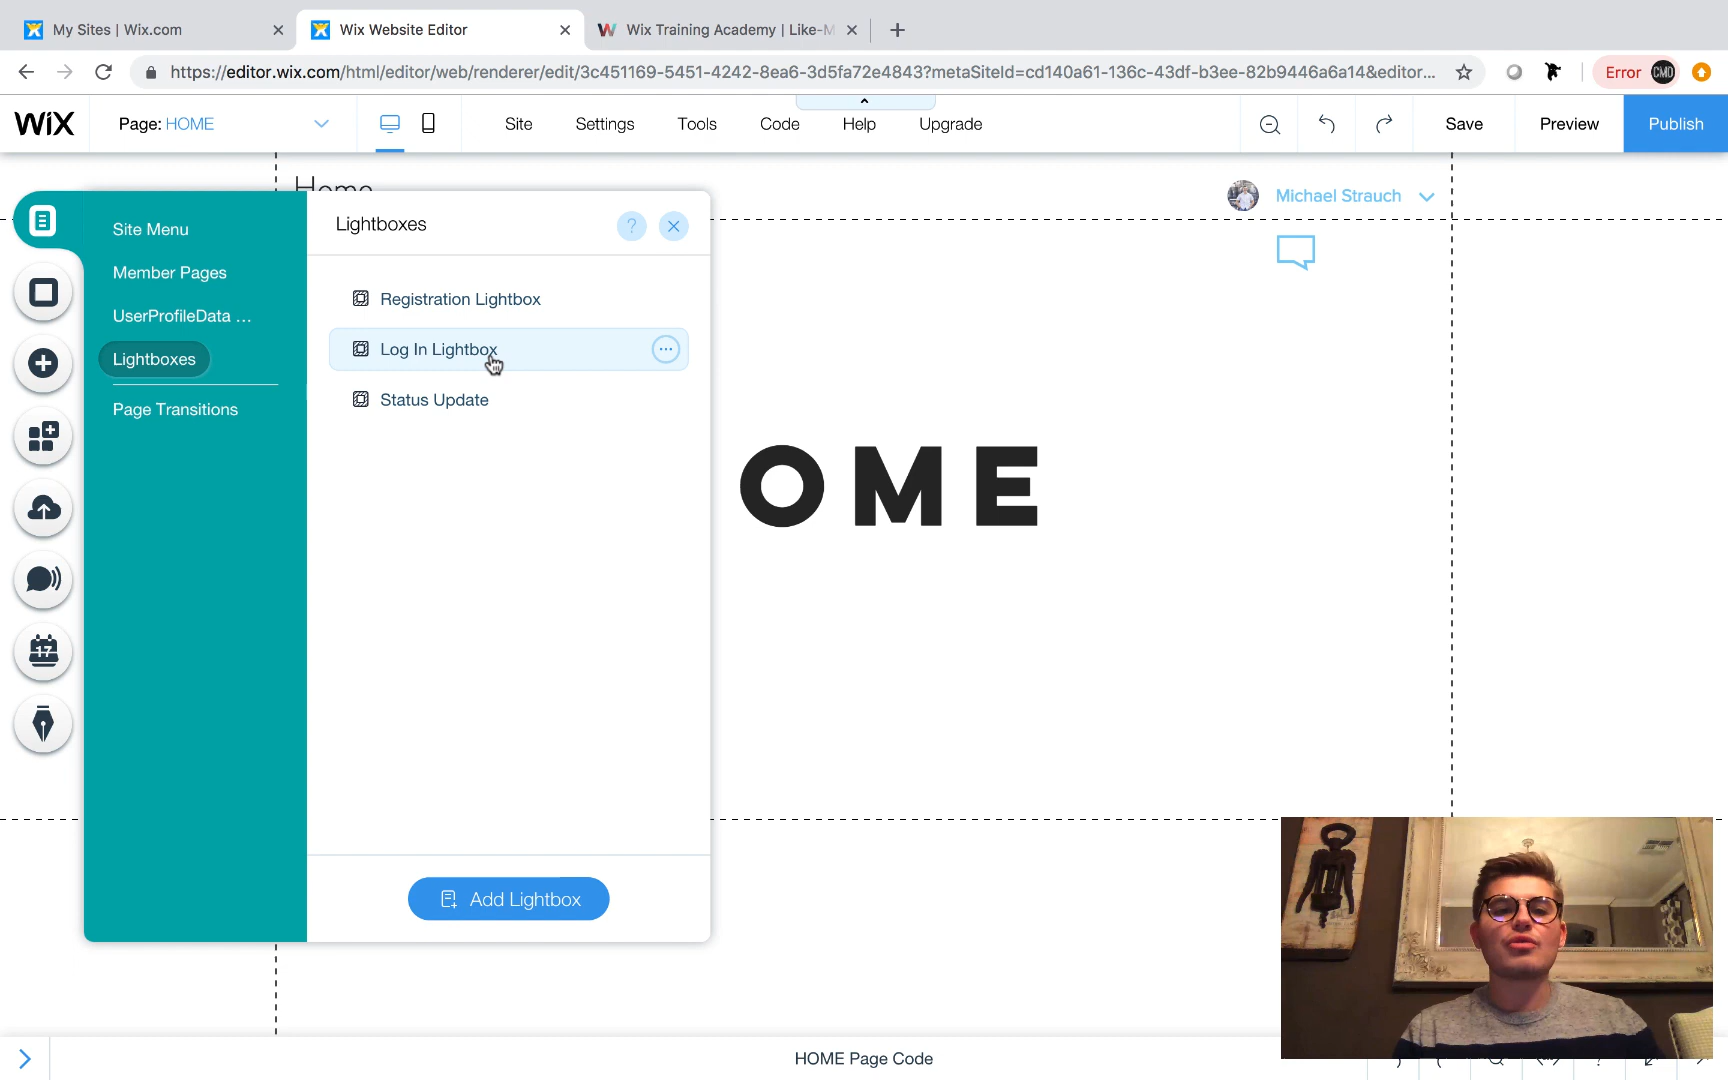 My Sites | Wix.com
Wix Website Editor
Wix Training Academy | Like-M
https://editor.wix.com/html/editor/web/renderer/edit/3c451169-5451-4242-8ea6-3d5fa72e4843?metaSiteId=cd140a61-136c-43df-b3ee-82b9446a6a14&editor...
Error
CMD
WiX
Page: HOME
Site
Settings
Tools
Code
Help
Upgrade
Save
Preview
Publish
Home
Michael Strauch
Site Menu
Member Pages
UserProfileData ...
Lightboxes
Page Transitions
Lightboxes
?
Registration Lightbox
Log In Lightbox
Status Update
OME
17
Add Lightbox
HOME Page Code